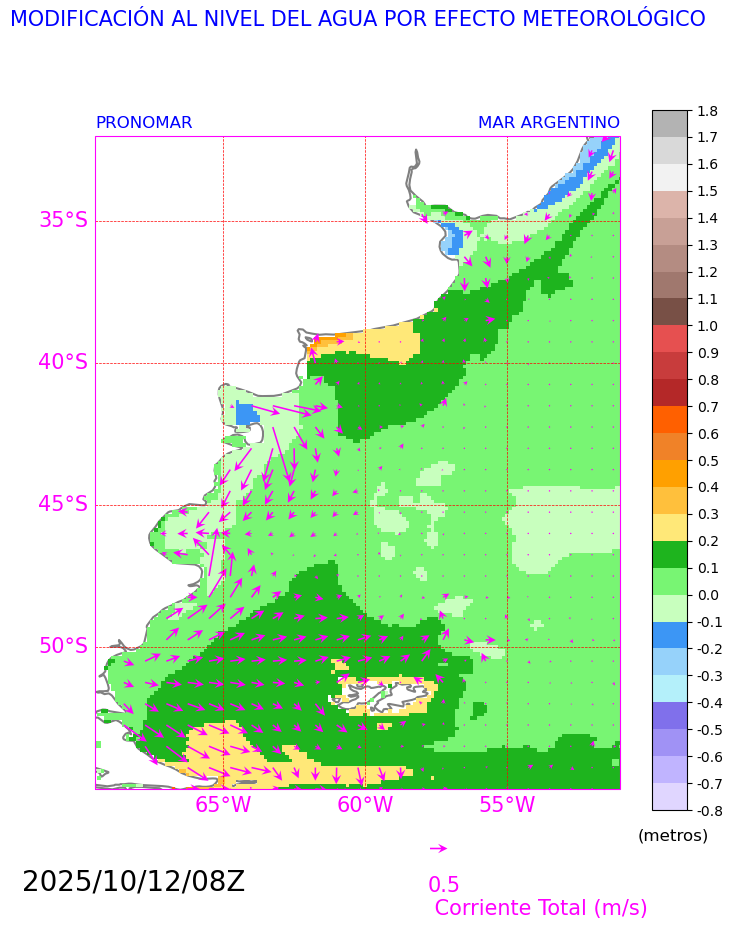 MODIFICACIÓN AL NIVEL DEL AGUA POR EFECTO METEOROLÓGICO
PRONOMAR MAR ARGENTINO
35°S
40°S
45°S
50°S
65°W 60°W 55°W
1.8
1.7
1.6
1.5
1.4
1.3
1.2
1.1
1.0
0.9
0.8
0.7
0.6
0.5
0.4
0.3
0.2
0.1
0.0
-0.1
-0.2
-0.3
-0.4
-0.5
-0.6
-0.7
-0.8
(metros)
2025/10/12/08Z
0.5
Corriente Total (m/s)